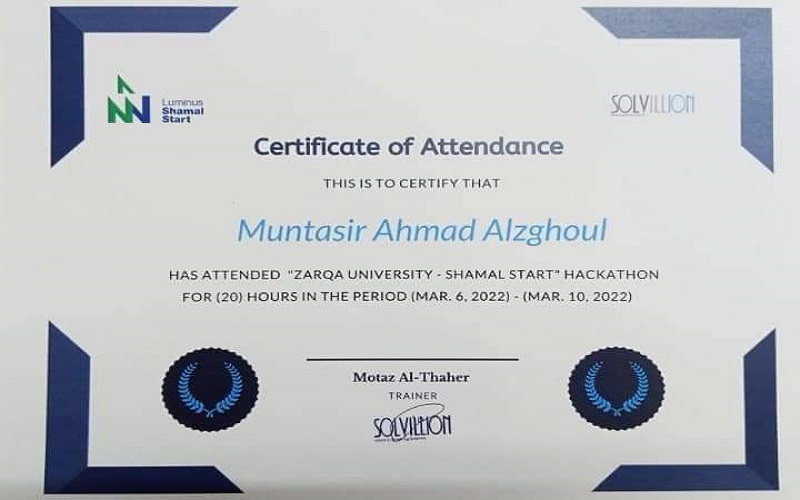 Luminus
Shamal
Start
SOLVILLION
Certificate of Attendance
THIS IS TO CERTIFY THAT
Muntasir Ahmad Alzghoul
HAS ATTENDED "ZARQA UNIVERSITY - SHAMAL START" HACKATHON
FOR (20) HOURS IN THE PERIOD (MAR. 6, 2022) - (MAR. 10, 2022)
Motaz Al-Thaher
TRAINER
SOLVILLION